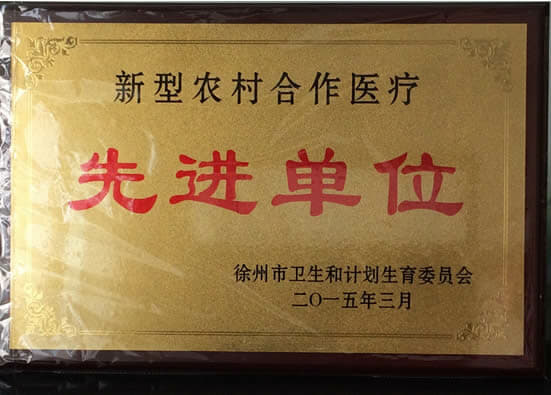 新型农村合作医疗
先进单位
徐州市卫生和计划生育委员会
二〇一五年三月